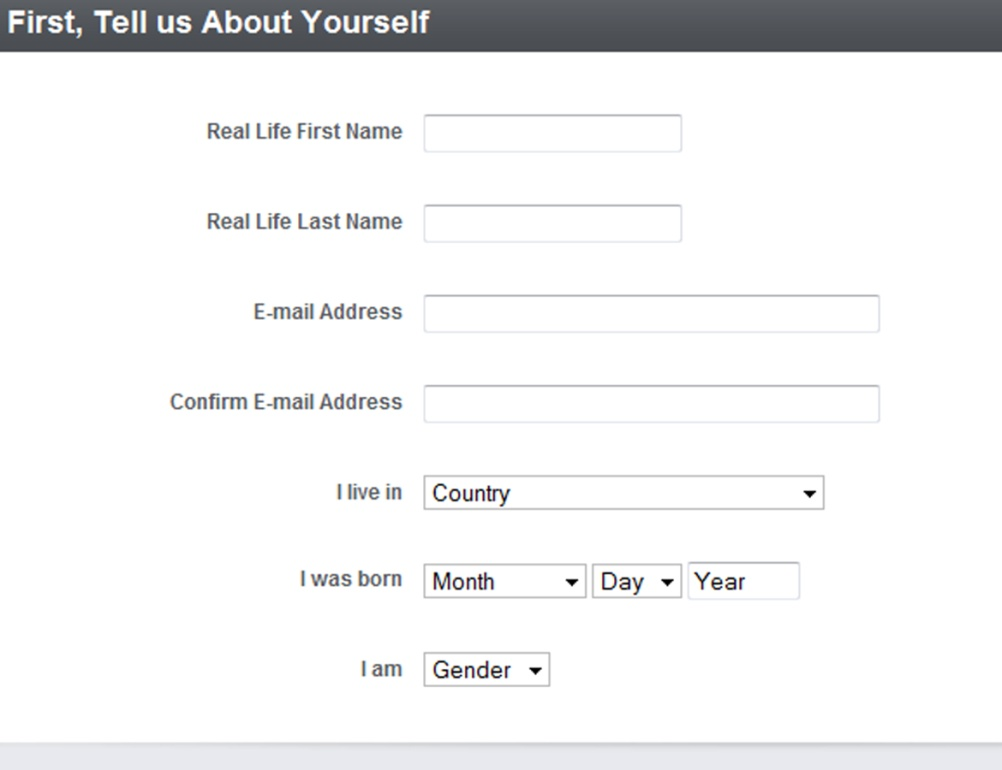 First, Tell us About Yourself
Real Life First Name
Real Life Last Name
E-mail Address
Confirm E-mail Address
I live in Country
I was born Month Day Year
I am Gender